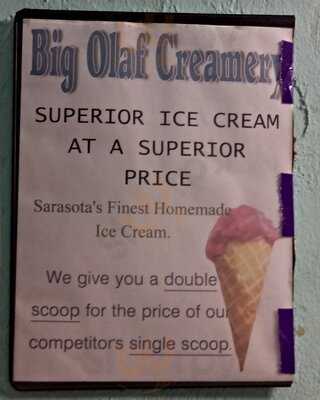 Big Olaf Creamery
SUPERIOR ICE CREAM
AT A SUPERIOR
PRICE
Sarasota's Finest Homemade
Ice Cream.
We give you a double
scoop for the price of our
competitors single scoop.